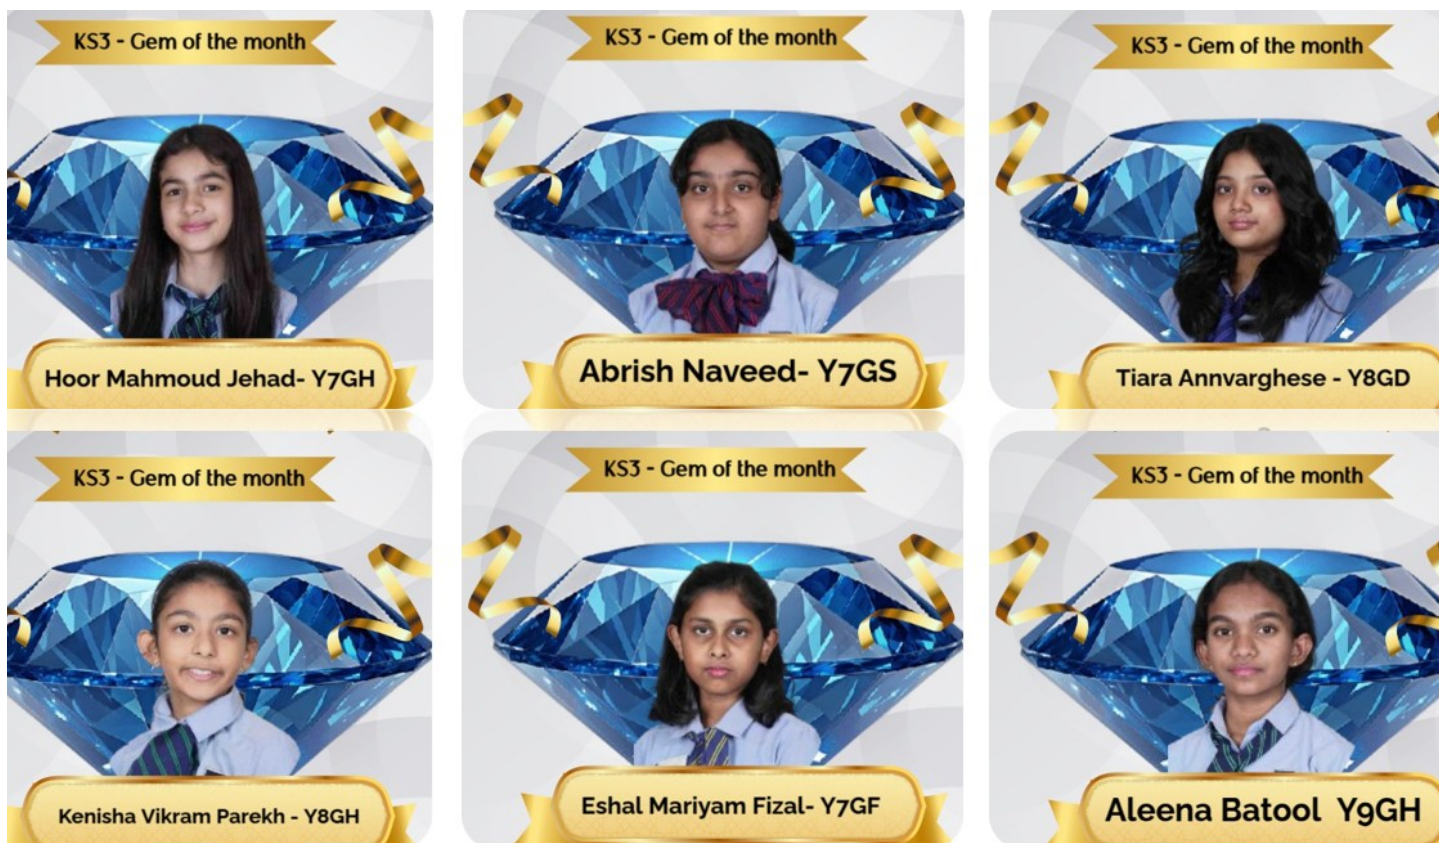 KS3 - Gem of the month
KS3 - Gem of the month
KS3 - Gem of the month
Hoor Mahmoud Jehad- Y7GH
Abrish Naveed- Y7GS
Tiara Annvarghese - Y8GD
KS3 - Gem of the month
KS3 - Gem of the month
KS3 - Gem of the month
Kenisha Vikram Parekh - Y8GH
Eshal Mariyam Fizal- Y7GF
Aleena Batool Y9GH